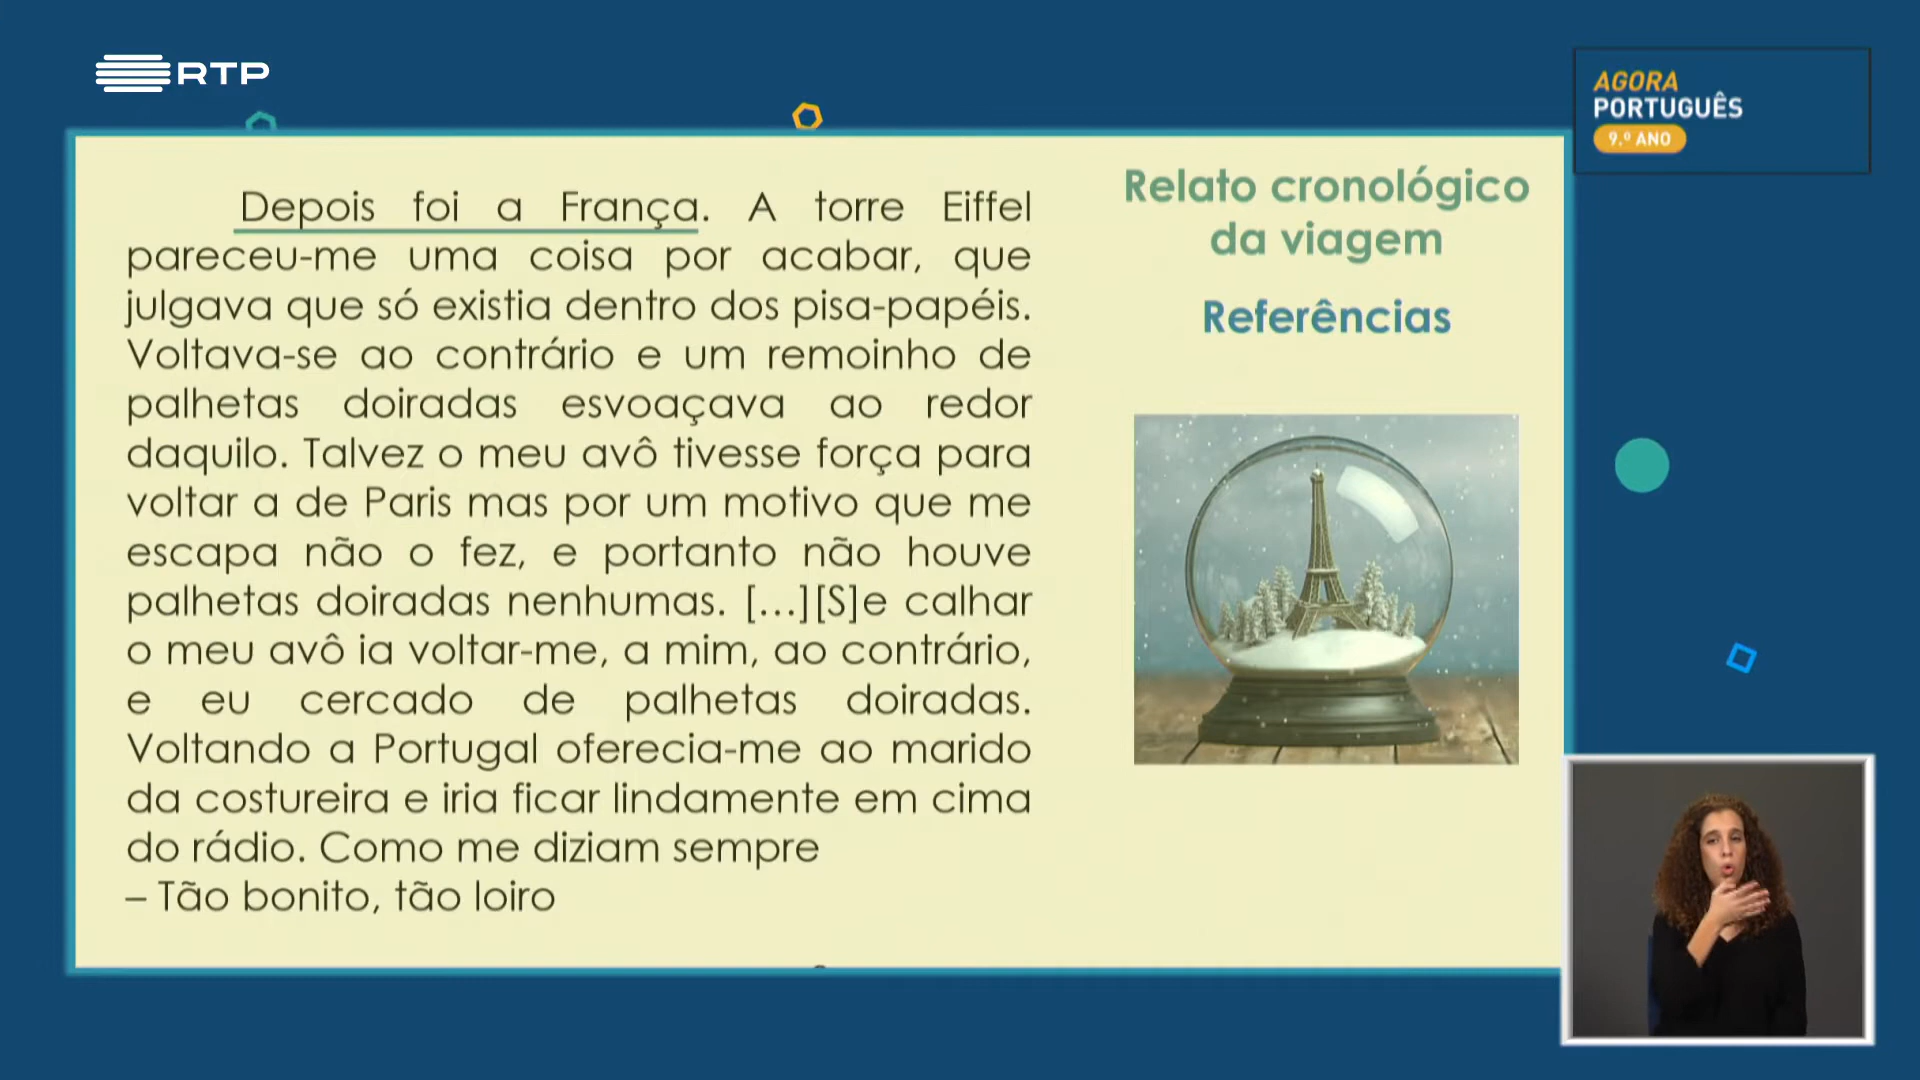 RTP
AGORA
PORTUGUÊS
9.º ANO
Depois foi a França. A torre Eiffel
pareceu-me uma coisa por acabar, que
julgava que só existia dentro dos pisa-papéis.
Voltava-se ao contrário e um remoinho de
palhetas doiradas esvoaçava ao redor
daquilo. Talvez o meu avô tivesse força para
voltar a de Paris mas por um motivo que me
escapa não o fez, e portanto não houve
palhetas doiradas nenhumas. [...][S]e calhar
o meu avô ia voltar-me, a mim, ao contrário,
e eu cercado de palhetas doiradas.
Voltando a Portugal oferecia-me ao marido
da costureira e iria ficar lindamente em cima
do rádio. Como me diziam sempre
– Tão bonito, tão loiro
Relato cronológico
da viagem
Referências